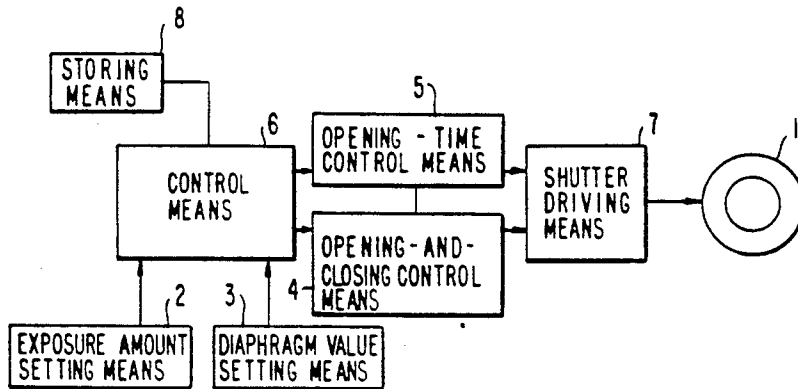 8
STORING
MEANS
6
CONTROL
MEANS
5
OPENING - TIME
CONTROL MEANS
4
OPENING-AND-
CLOSING CONTROL
MEANS
7
SHUTTER
DRIVING
MEANS
1
2
EXPOSURE AMOUNT
SETTING MEANS
3
DIAPHRAGM VALUE
SETTING MEANS